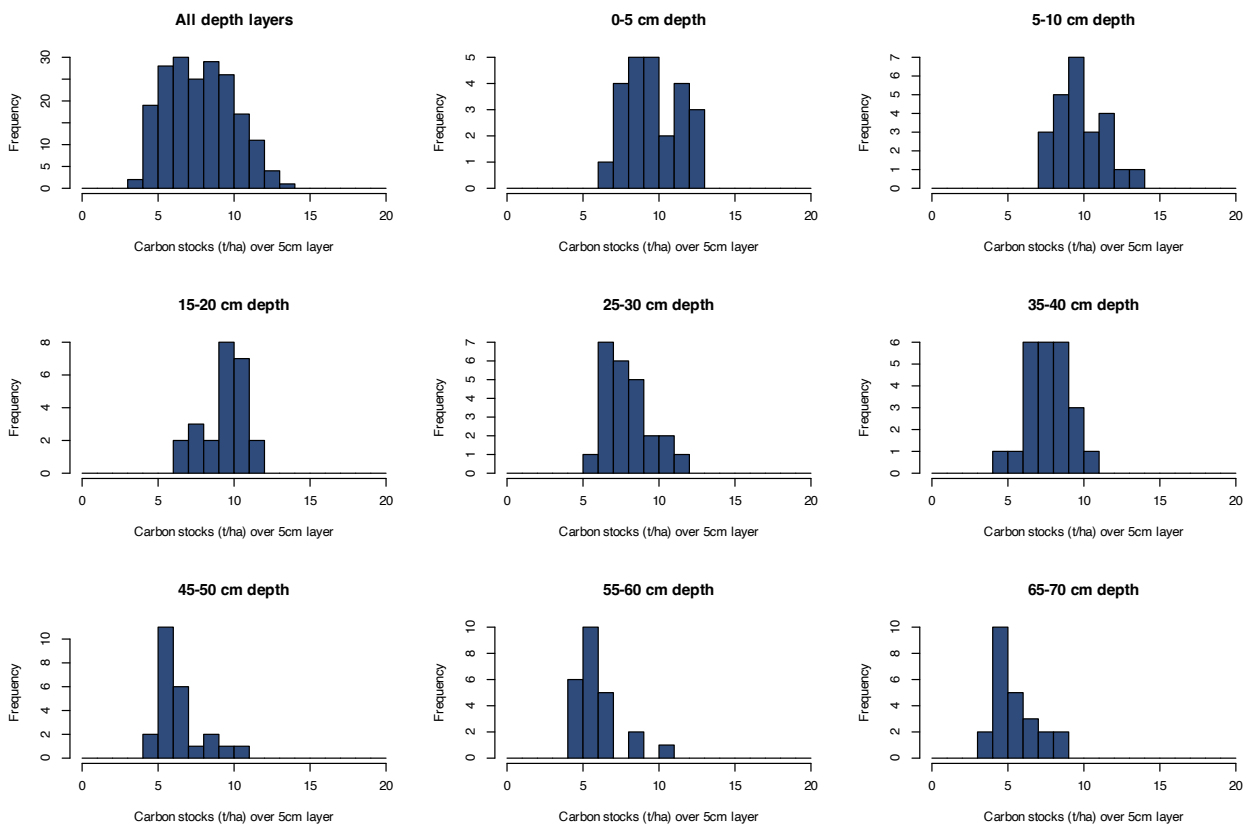 All depth layers
Frequency
0 5 10 20 30
0 5 10 15 20
Carbon stocks (t/ha) over 5cm layer
0-5 cm depth
Frequency
0 1 2 3 4 5
0 5 10 15 20
Carbon stocks (t/ha) over 5cm layer
5-10 cm depth
Frequency
0 1 2 3 4 5 6 7
0 5 10 15 20
Carbon stocks (t/ha) over 5cm layer
15-20 cm depth
Frequency
0 2 4 6 8
0 5 10 15 20
Carbon stocks (t/ha) over 5cm layer
25-30 cm depth
Frequency
0 1 2 3 4 5 6 7
0 5 10 15 20
Carbon stocks (t/ha) over 5cm layer
35-40 cm depth
Frequency
0 1 2 3 4 5 6
0 5 10 15 20
Carbon stocks (t/ha) over 5cm layer
45-50 cm depth
Frequency
0 2 4 6 8 10
0 5 10 15 20
Carbon stocks (t/ha) over 5cm layer
55-60 cm depth
Frequency
0 2 4 6 8 10
0 5 10 15 20
Carbon stocks (t/ha) over 5cm layer
65-70 cm depth
Frequency
0 2 4 6 8 10
0 5 10 15 20
Carbon stocks (t/ha) over 5cm layer